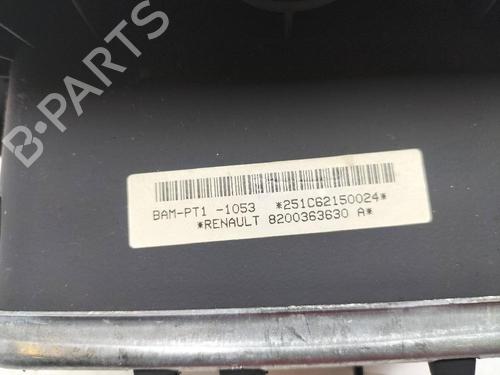 B-PARTS
BAM-PT1 -1053 *251C62150024*
*RENAULT 8200363630 A*